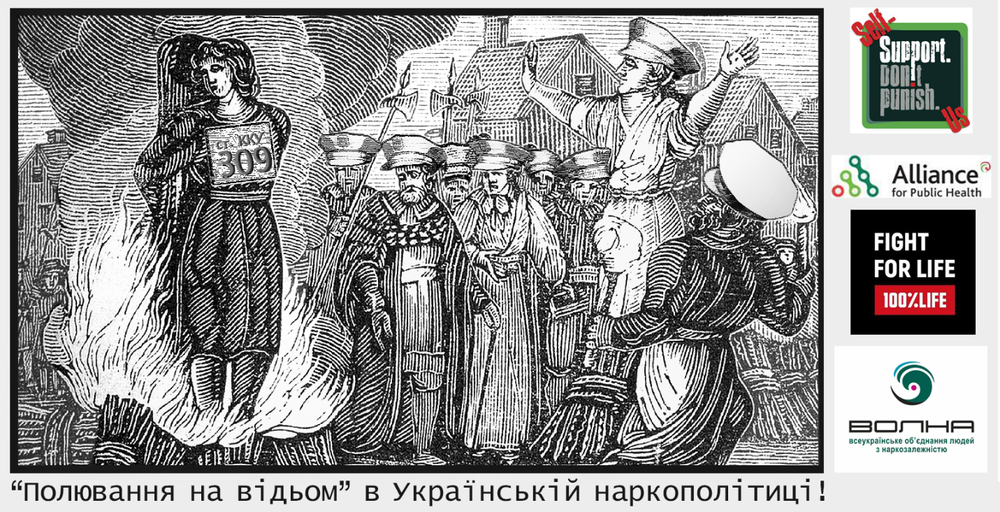 ст. ККУ
309
“Полювання на відьом” в Українській наркополітиці!
Self-
Support.
Don't
punish.
Us
Alliance
for Public Health
FIGHT
FOR LIFE
100%LIFE
ВОЛНА
всеукраїнське об'єднання людей
з наркозалежністю